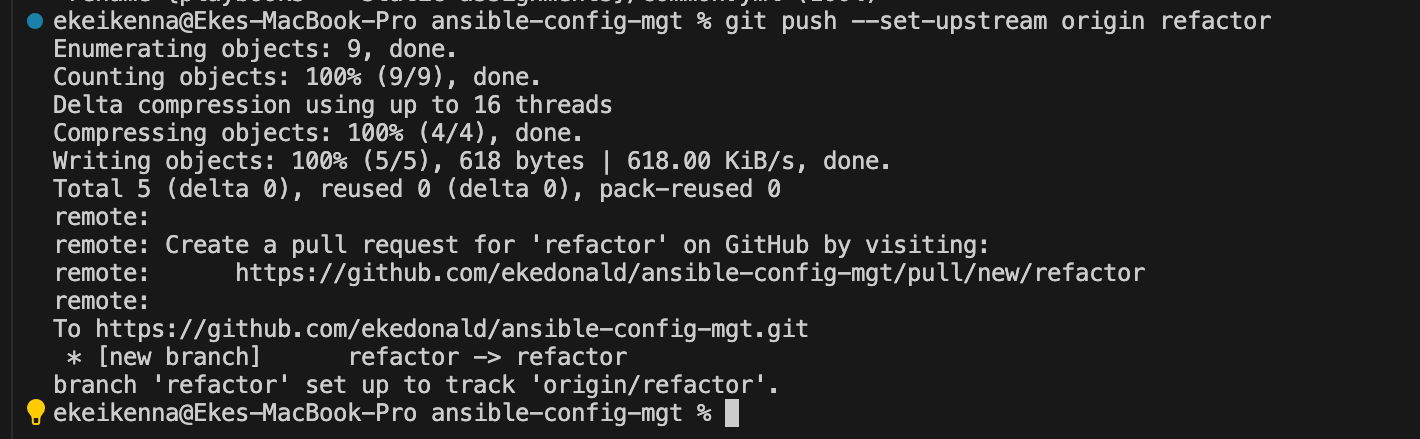 ekeikenna@Ekes-MacBook-Pro ansible-config-mgt % git push --set-upstream origin refactor
Enumerating objects: 9, done.
Counting objects: 100% (9/9), done.
Delta compression using up to 16 threads
Compressing objects: 100% (4/4), done.
Writing objects: 100% (5/5), 618 bytes | 618.00 KiB/s, done.
Total 5 (delta 0), reused 0 (delta 0), pack-reused 0
remote:
remote: Create a pull request for 'refactor' on GitHub by visiting:
remote:      https://github.com/ekedonald/ansible-config-mgt/pull/new/refactor
remote:
To https://github.com/ekedonald/ansible-config-mgt.git
 * [new branch]      refactor -> refactor
branch 'refactor' set up to track 'origin/refactor'.
ekeikenna@Ekes-MacBook-Pro ansible-config-mgt %